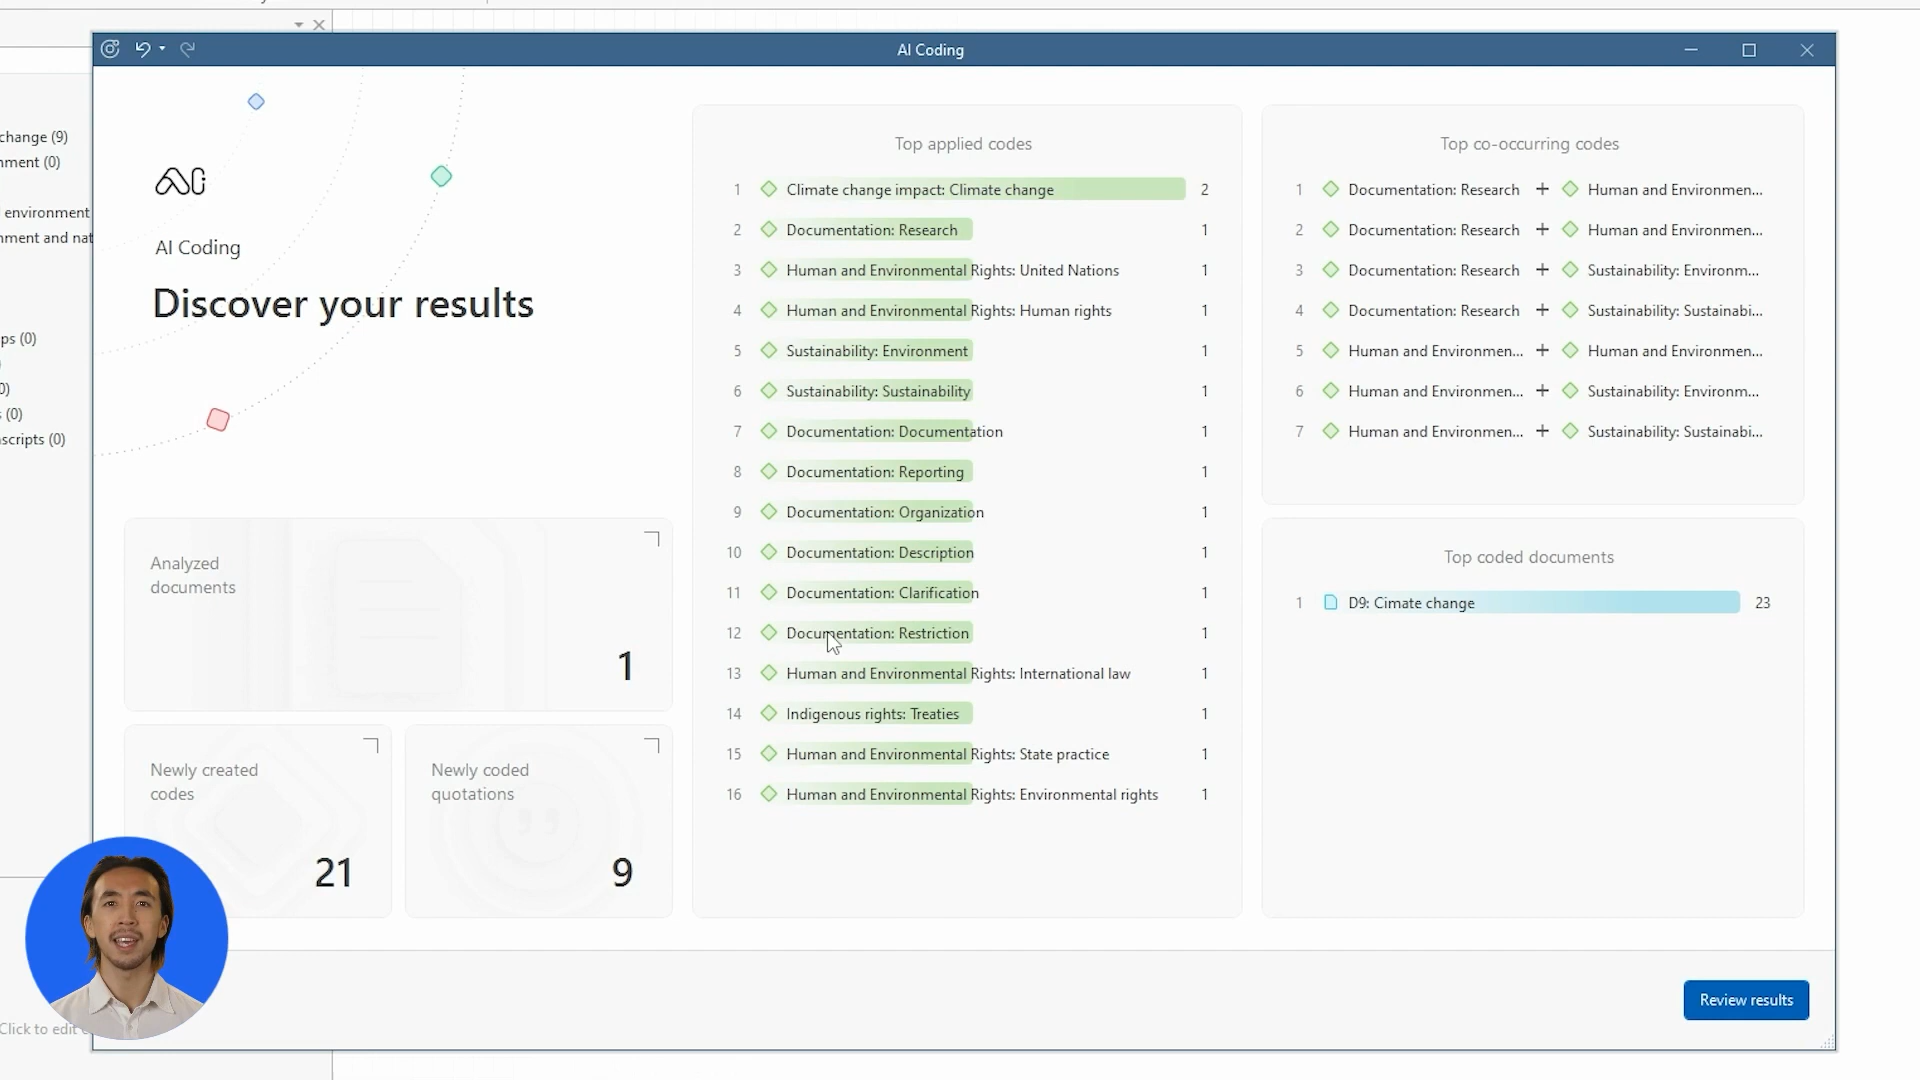 AI Coding
change (9)
nment (0)
environment
nment and nat
ps (0)
0)
s (0)
scripts (0)
Click to edit
AI Coding
Discover your results
Analyzed
documents
1
Newly created
codes
21
Newly coded
quotations
9
Top applied codes
1 Climate change impact: Climate change 2
2 Documentation: Research 1
3 Human and Environmental Rights: United Nations 1
4 Human and Environmental Rights: Human rights 1
5 Sustainability: Environment 1
6 Sustainability: Sustainability 1
7 Documentation: Documentation 1
8 Documentation: Reporting 1
9 Documentation: Organization 1
10 Documentation: Description 1
11 Documentation: Clarification 1
12 Documentation: Restriction 1
13 Human and Environmental Rights: International law 1
14 Indigenous rights: Treaties 1
15 Human and Environmental Rights: State practice 1
16 Human and Environmental Rights: Environmental rights 1
Top co-occurring codes
1 Documentation: Research + Human and Environmen...
2 Documentation: Research + Human and Environmen...
3 Documentation: Research + Sustainability: Environm...
4 Documentation: Research + Sustainability: Sustainabi...
5 Human and Environmen... + Human and Environmen...
6 Human and Environmen... + Sustainability: Environm...
7 Human and Environmen... + Sustainability: Sustainabi...
Top coded documents
1 D9: Cimate change 23
Review results